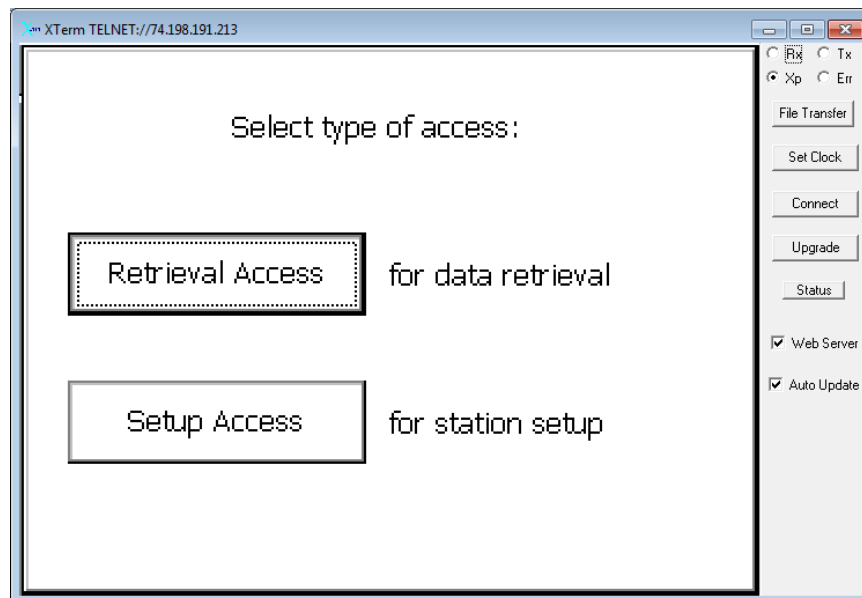 XTerm TELNET://74.198.191.213
Rx Tx
Xp Err
File Transfer
Set Clock
Connect
Upgrade
Status
Web Server
Auto Update
Select type of access:
Retrieval Access for data retrieval
Setup Access for station setup